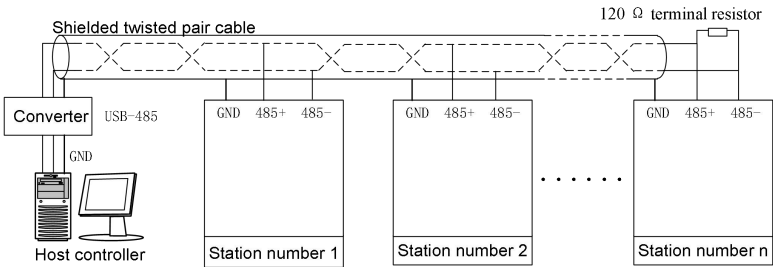 120 Ω terminal resistor
Shielded twisted pair cable
Converter USB-485
GND 485+ 485- GND 485+ 485- GND 485+ 485-
GND
Host controller
Station number 1
Station number 2
Station number n